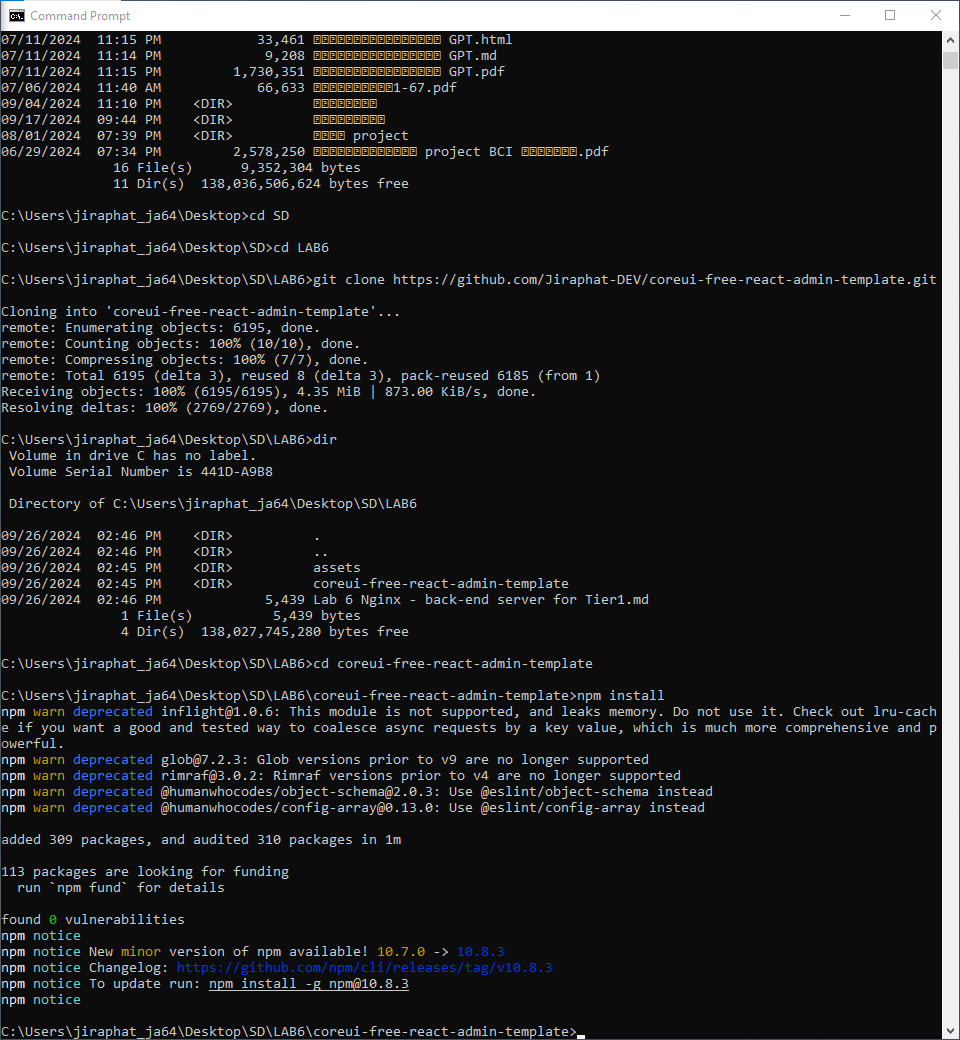 Command Prompt
07/11/2024  11:15 PM            33,461 GPT.html
07/11/2024  11:14 PM             9,208 GPT.md
07/11/2024  11:15 PM         1,730,351 GPT.pdf
07/06/2024  11:40 AM            66,633 1-67.pdf
09/04/2024  11:10 PM    <DIR>
09/17/2024  09:44 PM    <DIR>
08/01/2024  07:39 PM    <DIR>          project
06/29/2024  07:34 PM         2,578,250 project BCI .pdf
              16 File(s)      9,352,304 bytes
              11 Dir(s)  138,036,506,624 bytes free
C:\Users\jiraphat_ja64\Desktop>cd SD
C:\Users\jiraphat_ja64\Desktop\SD>cd LAB6
C:\Users\jiraphat_ja64\Desktop\SD\LAB6>git clone https://github.com/Jiraphat-DEV/coreui-free-react-admin-template.git
Cloning into 'coreui-free-react-admin-template'...
remote: Enumerating objects: 6195, done.
remote: Counting objects: 100% (10/10), done.
remote: Compressing objects: 100% (7/7), done.
remote: Total 6195 (delta 3), reused 8 (delta 3), pack-reused 6185 (from 1)
Receiving objects: 100% (6195/6195), 4.35 MiB | 873.00 KiB/s, done.
Resolving deltas: 100% (2769/2769), done.
C:\Users\jiraphat_ja64\Desktop\SD\LAB6>dir
 Volume in drive C has no label.
 Volume Serial Number is 441D-A9B8
 Directory of C:\Users\jiraphat_ja64\Desktop\SD\LAB6
09/26/2024  02:46 PM    <DIR>          .
09/26/2024  02:46 PM    <DIR>          ..
09/26/2024  02:45 PM    <DIR>          assets
09/26/2024  02:45 PM    <DIR>          coreui-free-react-admin-template
09/26/2024  02:46 PM             5,439 Lab 6 Nginx - back-end server for Tier1.md
               1 File(s)          5,439 bytes
               4 Dir(s)  138,027,745,280 bytes free
C:\Users\jiraphat_ja64\Desktop\SD\LAB6>cd coreui-free-react-admin-template
C:\Users\jiraphat_ja64\Desktop\SD\LAB6\coreui-free-react-admin-template>npm install
npm warn deprecated inflight@1.0.6: This module is not supported, and leaks memory. Do not use it. Check out lru-cach
e if you want a good and tested way to coalesce async requests by a key value, which is much more comprehensive and p
owerful.
npm warn deprecated glob@7.2.3: Glob versions prior to v9 are no longer supported
npm warn deprecated rimraf@3.0.2: Rimraf versions prior to v4 are no longer supported
npm warn deprecated @humanwhocodes/object-schema@2.0.3: Use @eslint/object-schema instead
npm warn deprecated @humanwhocodes/config-array@0.13.0: Use @eslint/config-array instead
added 309 packages, and audited 310 packages in 1m
113 packages are looking for funding
  run `npm fund` for details
found 0 vulnerabilities
npm notice
npm notice New minor version of npm available! 10.7.0 -> 10.8.3
npm notice Changelog: https://github.com/npm/cli/releases/tag/v10.8.3
npm notice To update run: npm install -g npm@10.8.3
npm notice
C:\Users\jiraphat_ja64\Desktop\SD\LAB6\coreui-free-react-admin-template>